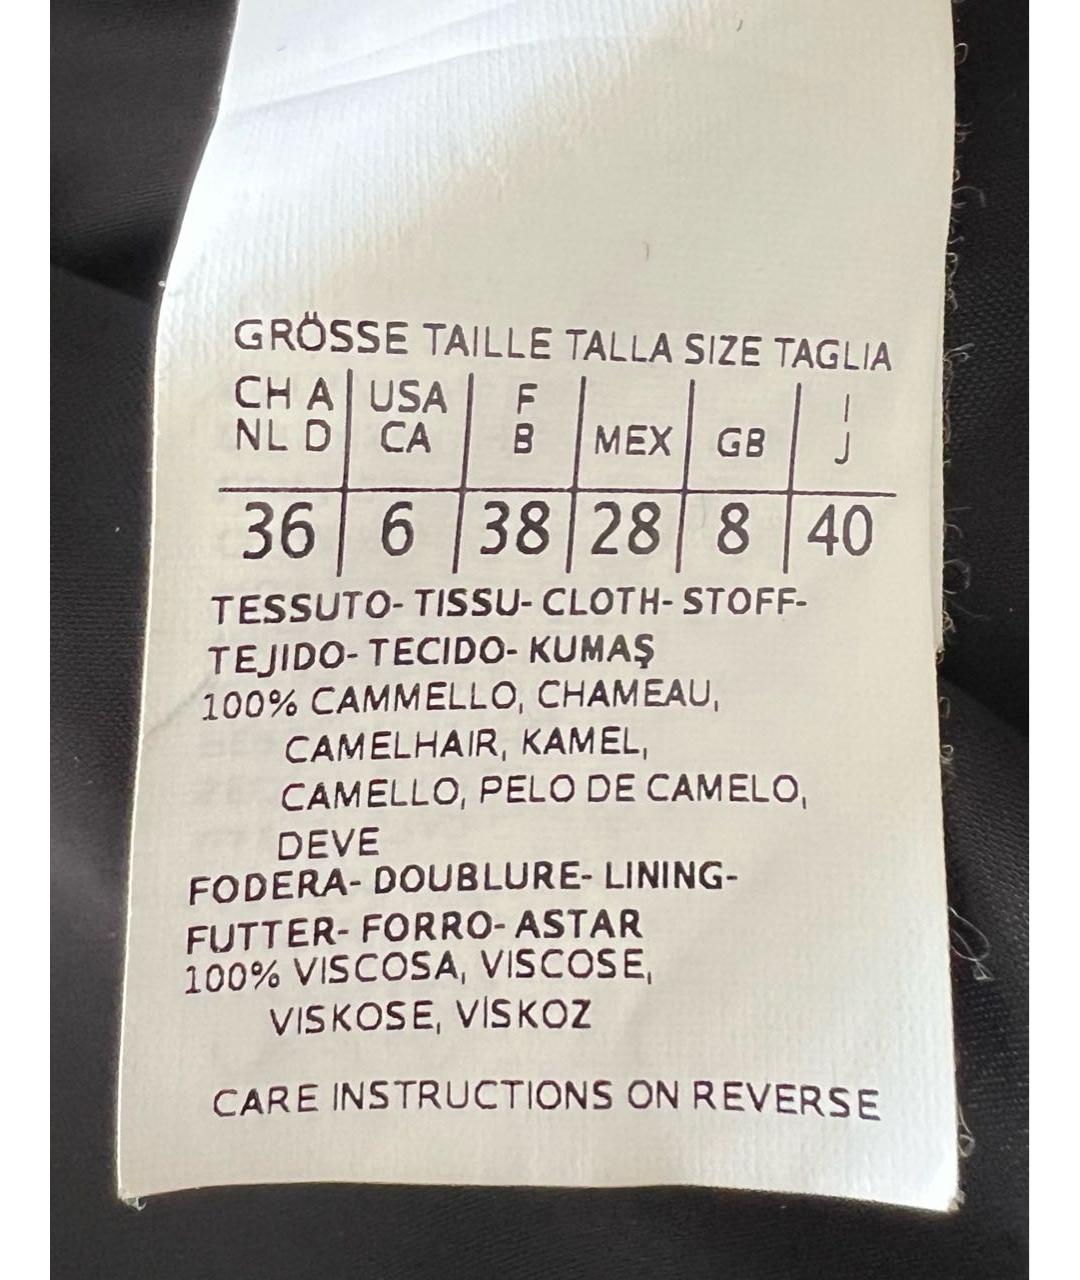 GRÖSSE TAILLE TALLA SIZE TAGLIA
CH A USA F I
NL D CA B MEX GB J
36 6 38 28 8 40
TESSUTO- TISSU- CLOTH- STOFF-
TEJIDO- TECIDO- KUMAŞ
100% CAMMELLO, CHAMEAU,
CAMELHAIR, KAMEL,
CAMELLO, PELO DE CAMELO,
DEVE
FODERA- DOUBLURE- LINING-
FUTTER- FORRO- ASTAR
100% VISCOSA, VISCOSE,
VISKOSE, VİSKOZ
CARE INSTRUCTIONS ON REVERSE